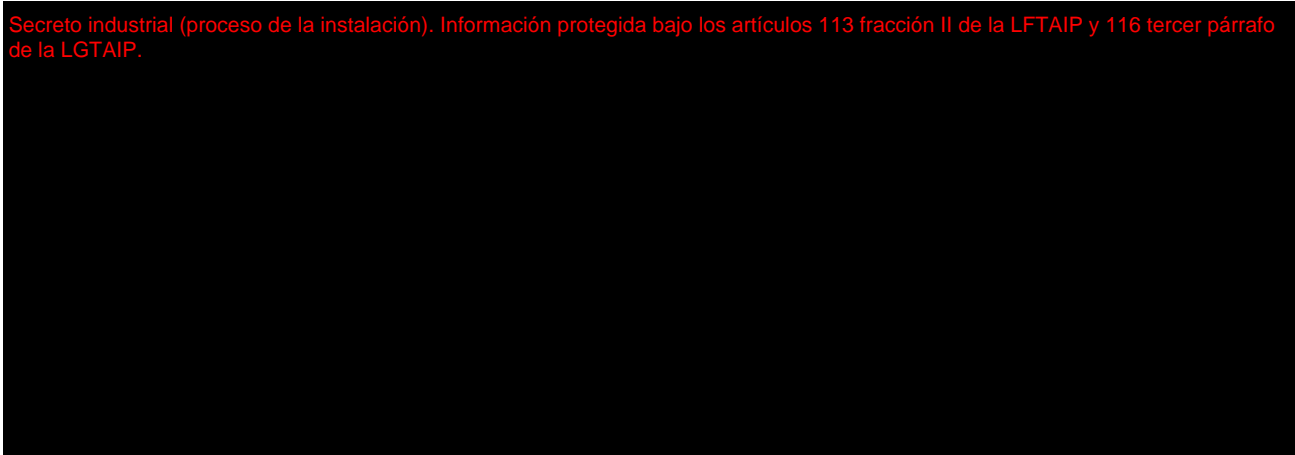 Secreto industrial (proceso de la instalación). Información protegida bajo los artículos 113 fracción II de la LFTAIP y 116 tercer párrafo
de la LGTAIP.